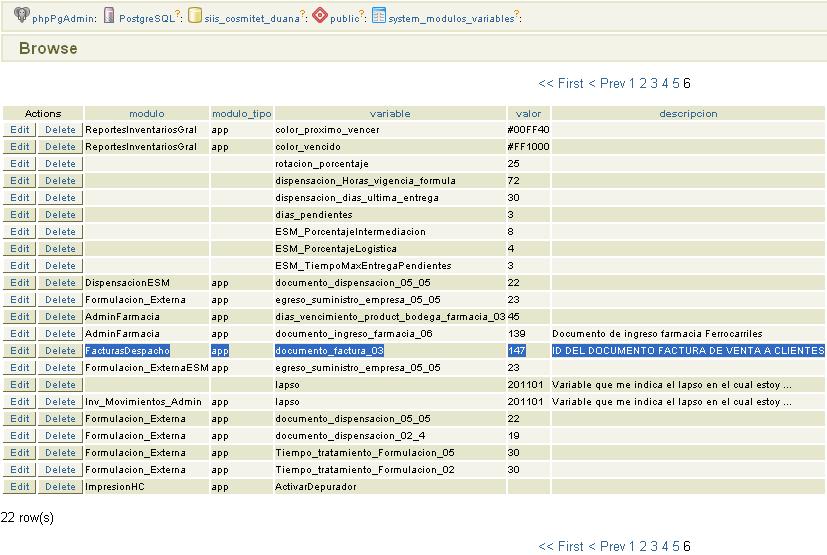 phpPgAdmin: PostgreSQL?: siis_cosmitet_duana?: public?: system_modulos_variables?:
Browse
<< First < Prev 1 2 3 4 5 6
Actions modulo modulo_tipo variable valor descripcion
Edit Delete ReportesInventariosGral app color_proximo_vencer #00FF40
Edit Delete ReportesInventariosGral app color_vencido #FF1000
Edit Delete rotacion_porcentaje 25
Edit Delete dispensacion_Horas_vigencia_formula 72
Edit Delete dispensacion_dias_ultima_entrega 30
Edit Delete dias_pendientes 3
Edit Delete ESM_PorcentajeIntermediacion 8
Edit Delete ESM_PorcentajeLogistica 4
Edit Delete ESM_TiempoMaxEntregaPendientes 3
Edit Delete DispensacionESM app documento_dispensacion_05_05 22
Edit Delete Formulacion_Externa app egreso_suministro_empresa_05_05 23
Edit Delete AdminFarmacia app dias_vencimiento_product_bodega_farmacia_03 45
Edit Delete AdminFarmacia app documento_ingreso_farmacia_06 139 Documento de ingreso farmacia Ferrocarriles
Edit Delete FacturasDespacho app documento_factura_03 147 ID DEL DOCUMENTO FACTURA DE VENTA A CLIENTES
Edit Delete Formulacion_ExternaESM app egreso_suministro_empresa_05_05 23
Edit Delete lapso 201101 Variable que me indica el lapso en el cual estoy ...
Edit Delete Inv_Movimientos_Admin app lapso 201101 Variable que me indica el lapso en el cual estoy ...
Edit Delete Formulacion_Externa app documento_dispensacion_05_05 22
Edit Delete Formulacion_Externa app documento_dispensacion_02_4 19
Edit Delete Formulacion_Externa app Tiempo_tratamiento_Formulacion_05 30
Edit Delete Formulacion_Externa app Tiempo_tratamiento_Formulacion_02 30
Edit Delete ImpresionHC app ActivarDepurador
22 row(s)
<< First < Prev 1 2 3 4 5 6